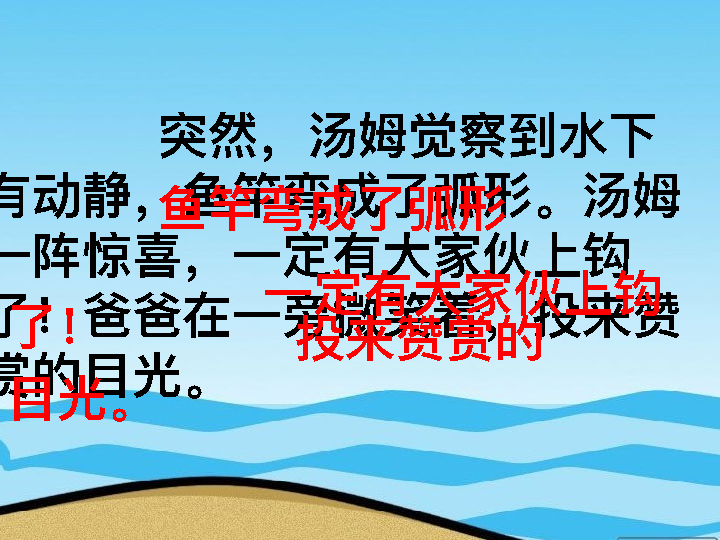 突然，汤姆觉察到水下
有动静，鱼竿弯成了弧形。汤姆
一阵惊喜，一定有大家伙上钩
了！爸爸在一旁微笑着，投来赞
赏的目光。
鱼竿弯成了弧形
一定有大家伙上钩
了！
投来赞赏的
目光。